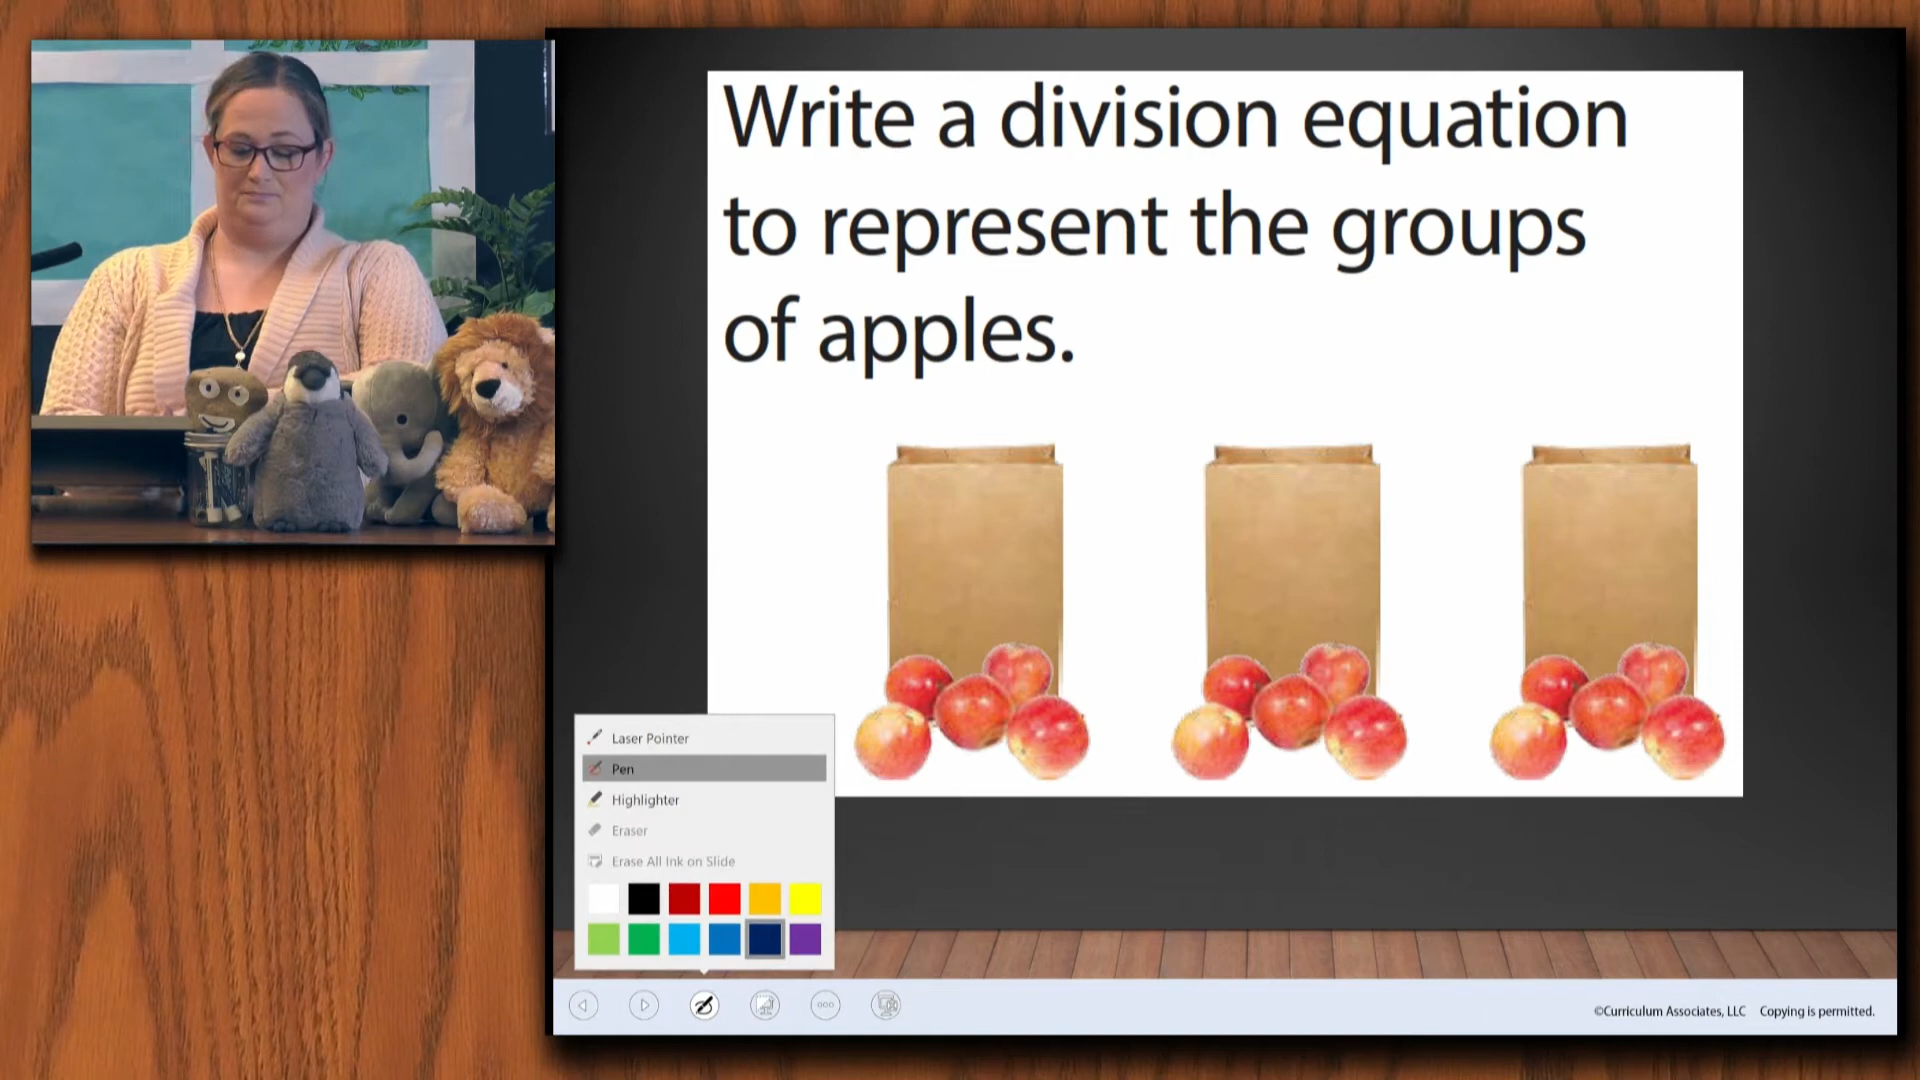 Write a division equation
to represent the groups
of apples.
Laser Pointer
Pen
Highlighter
Eraser
Erase All Ink on Slide
©Curriculum Associates, LLC Copying is permitted.